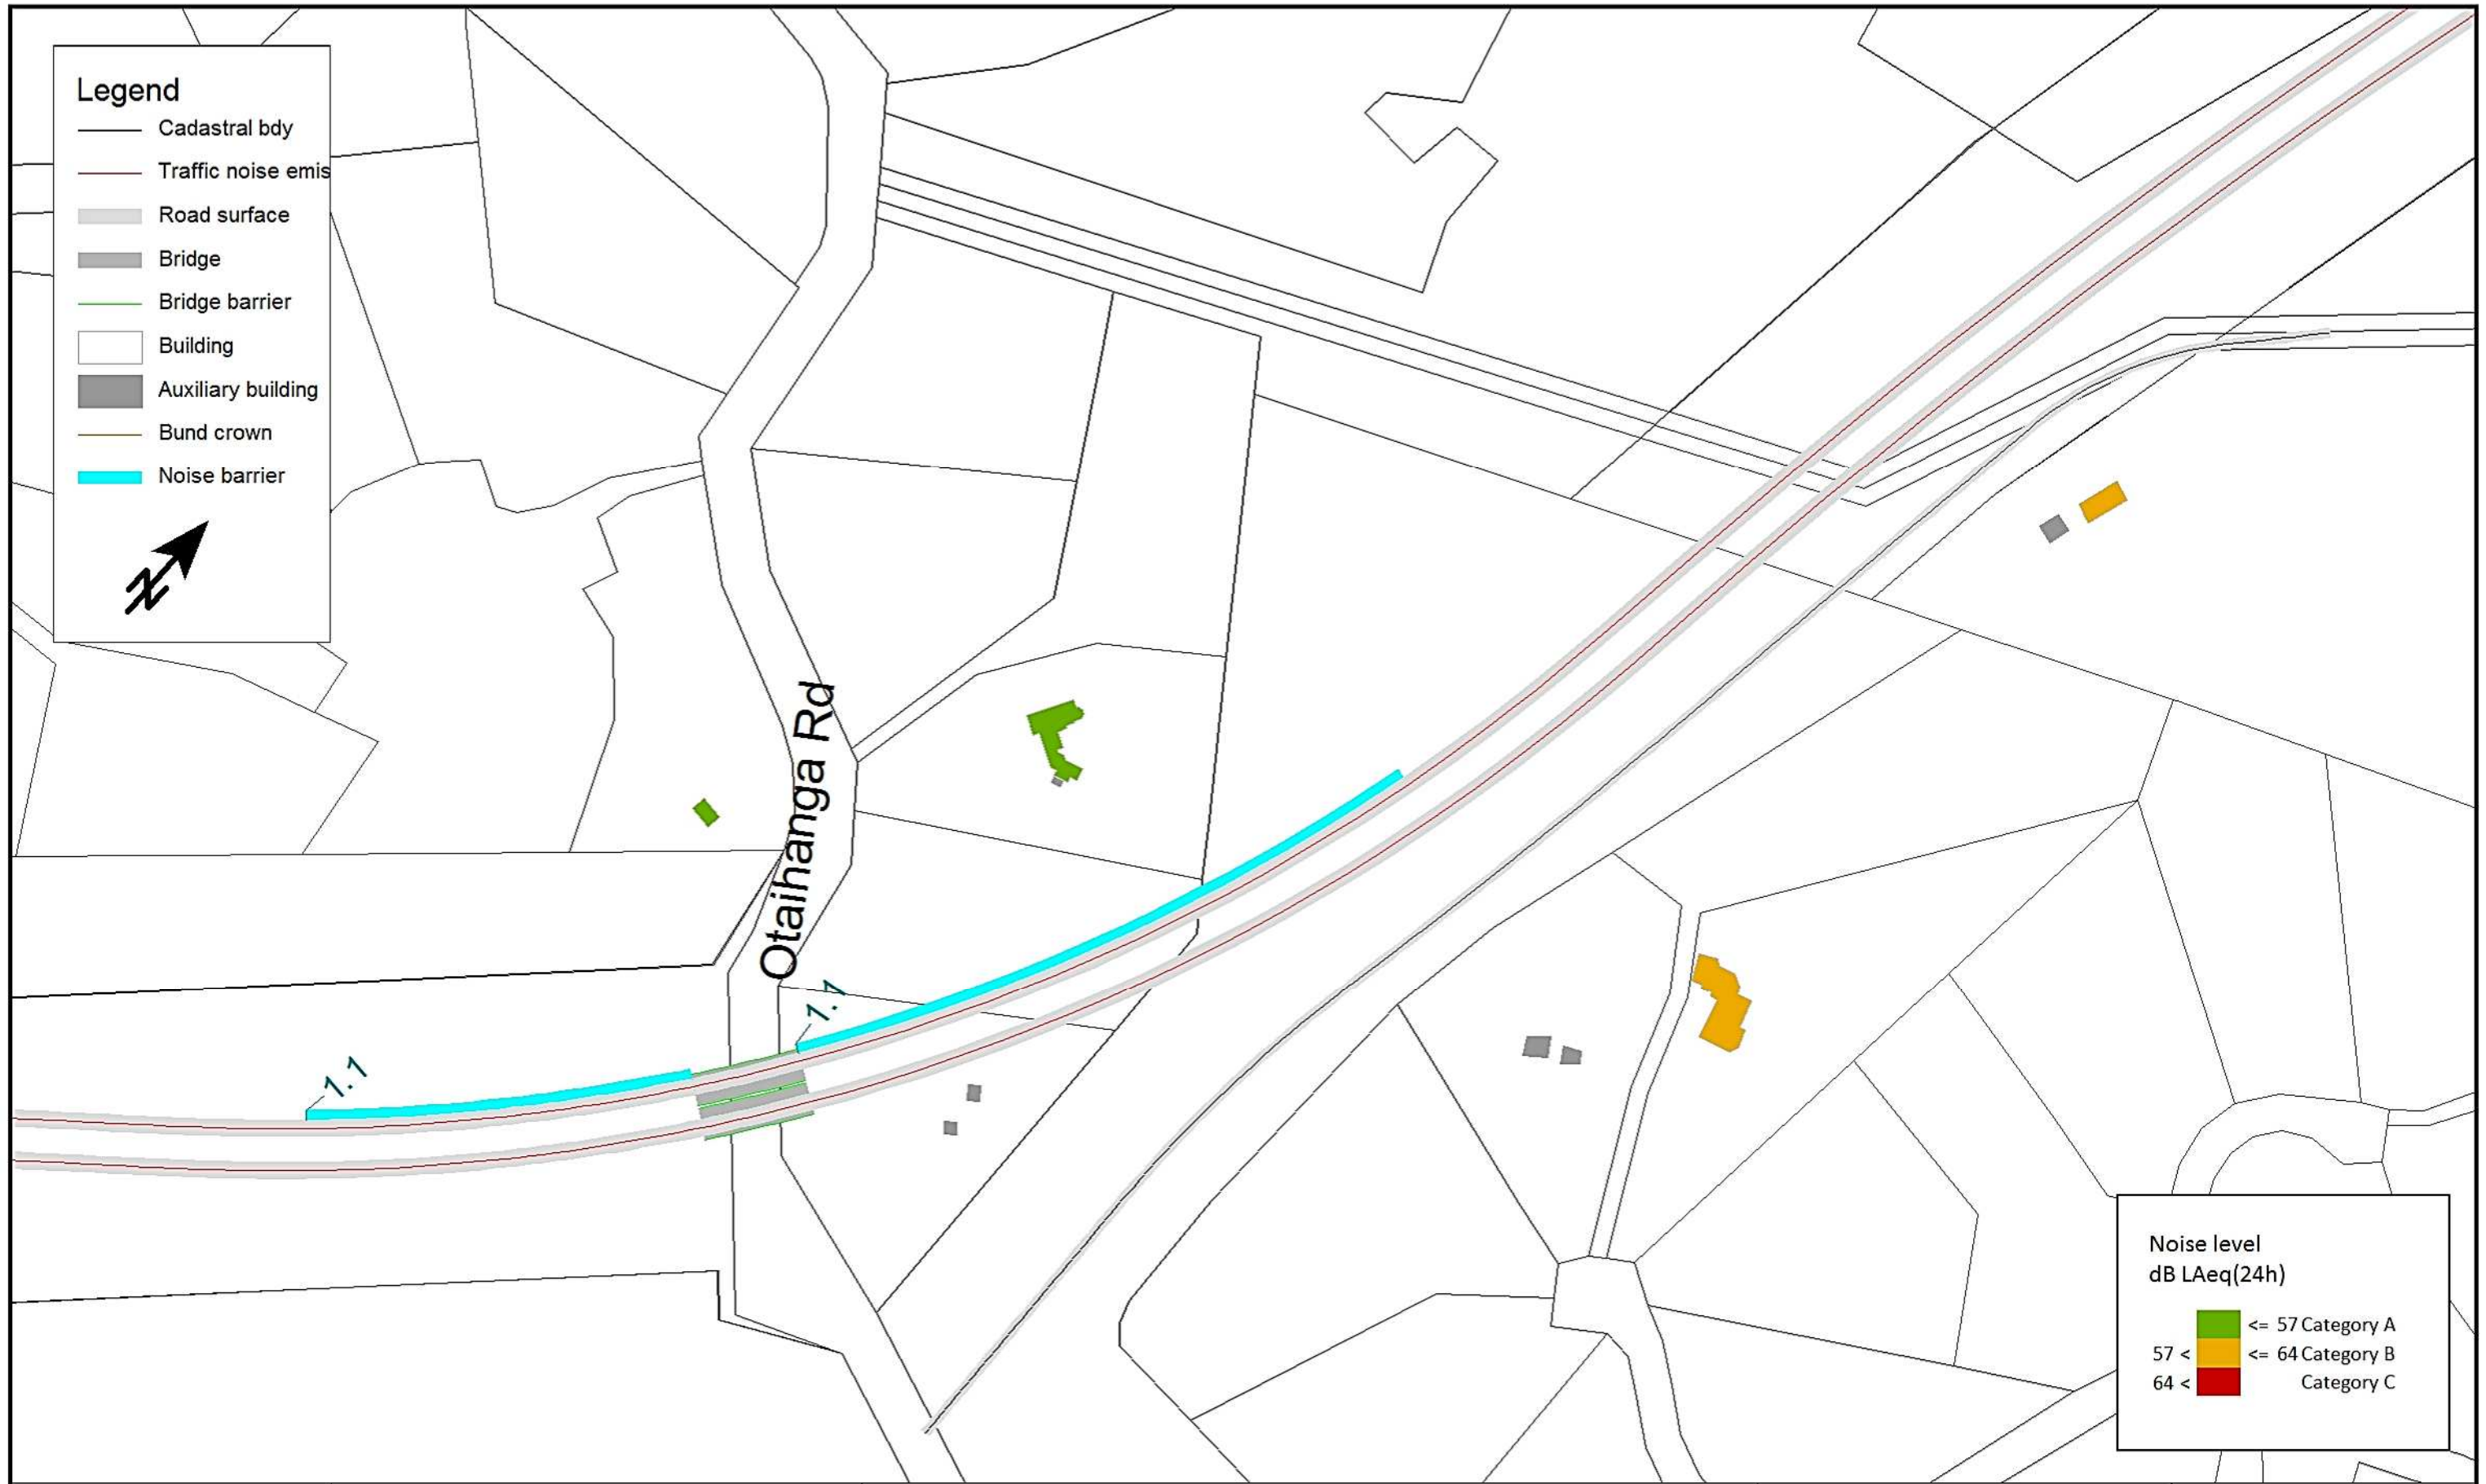 Legend
Cadastral bdy
Traffic noise emis
Road surface
Bridge
Bridge barrier
Building
Auxiliary building
Bund crown
Noise barrier
N
Otaihanga Rd
1.1
1.1
Noise level
dB LAeq(24h)
<= 57 Category A
57 < <= 64 Category B
64 < Category C